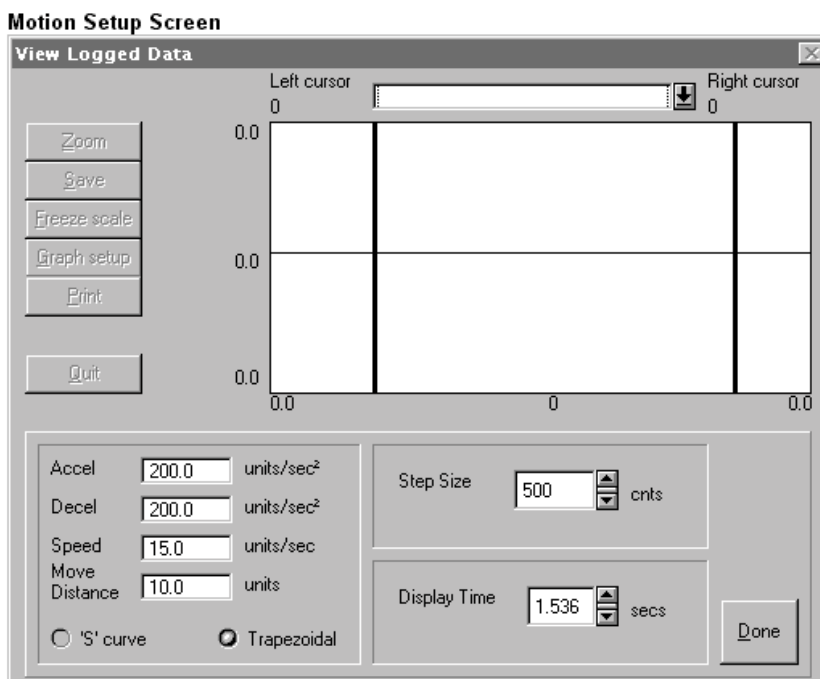 Motion Setup Screen
View Logged Data
Left cursor
0
Right cursor
0
Zoom
Save
Freeze scale
Graph setup
Print
Quit
0.0
0.0
0.0
0.0 0 0.0
Accel 200.0 units/sec²
Decel 200.0 units/sec²
Speed 15.0 units/sec
Move
Distance 10.0 units
'S' curve Trapezoidal
Step Size 500 cnts
Display Time 1.536 secs
Done